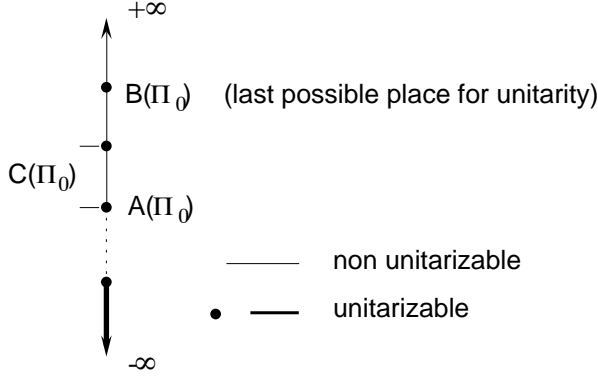 +∞
B(Π₀) (last possible place for unitarity)
C(Π₀)
A(Π₀)
non unitarizable
unitarizable
-∞